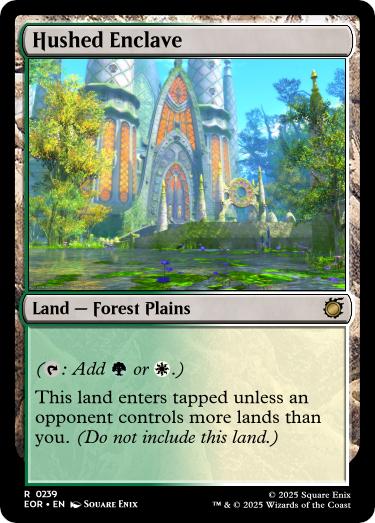 Hushed Enclave
Land — Forest Plains
(: Add or .)
This land enters tapped unless an
opponent controls more lands than
you. (Do not include this land.)
R 0239
EOR • EN Square Enix
© 2025 Square Enix
™ & © 2025 Wizards of the Coast